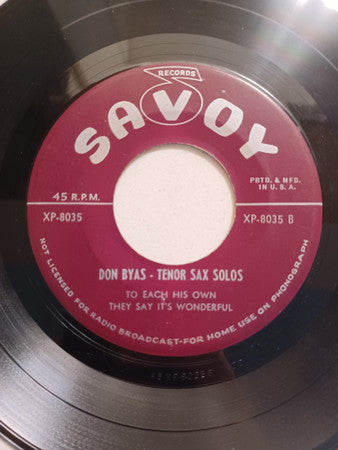 RECORDS
SAVOY
45 R.P.M.
PRTD. & MFD.
IN U.S.A.
XP-8035
XP-8035 B
DON BYAS - TENOR SAX SOLOS
TO EACH HIS OWN
THEY SAY IT'S WONDERFUL
NOT LICENSED FOR RADIO BROADCAST-FOR HOME USE ON PHONOGRAPH